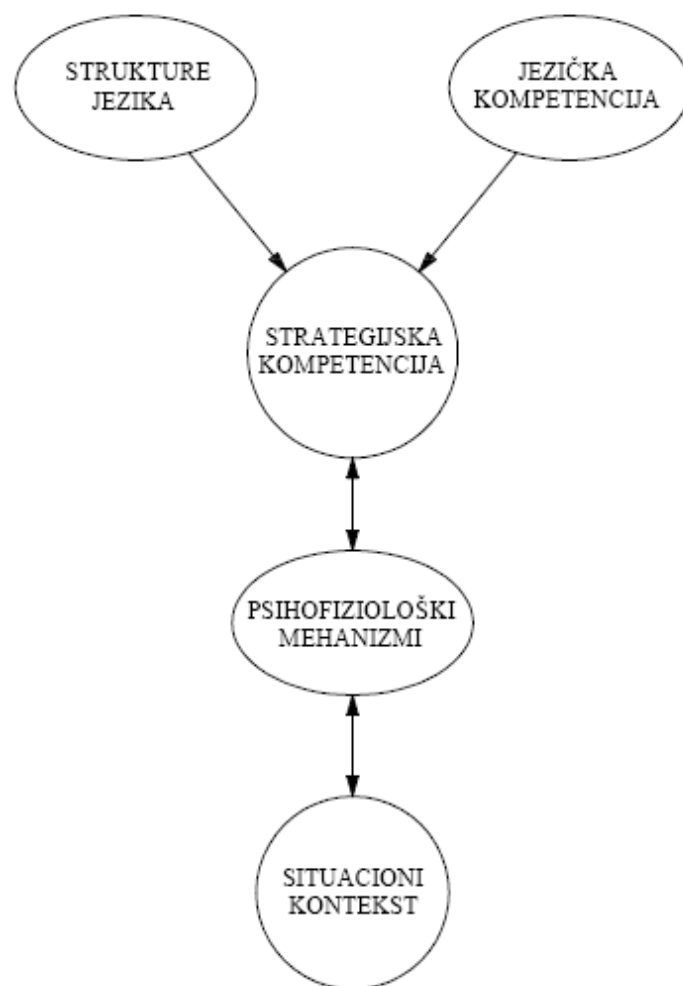 STRUKTURE
JEZIKA
JEZIČKA
KOMPETENCIJA
STRATEGIJSKA
KOMPETENCIJA
PSIHOFIZIOLOŠKI
MEHANIZMI
SITUACIONI
KONTEKST